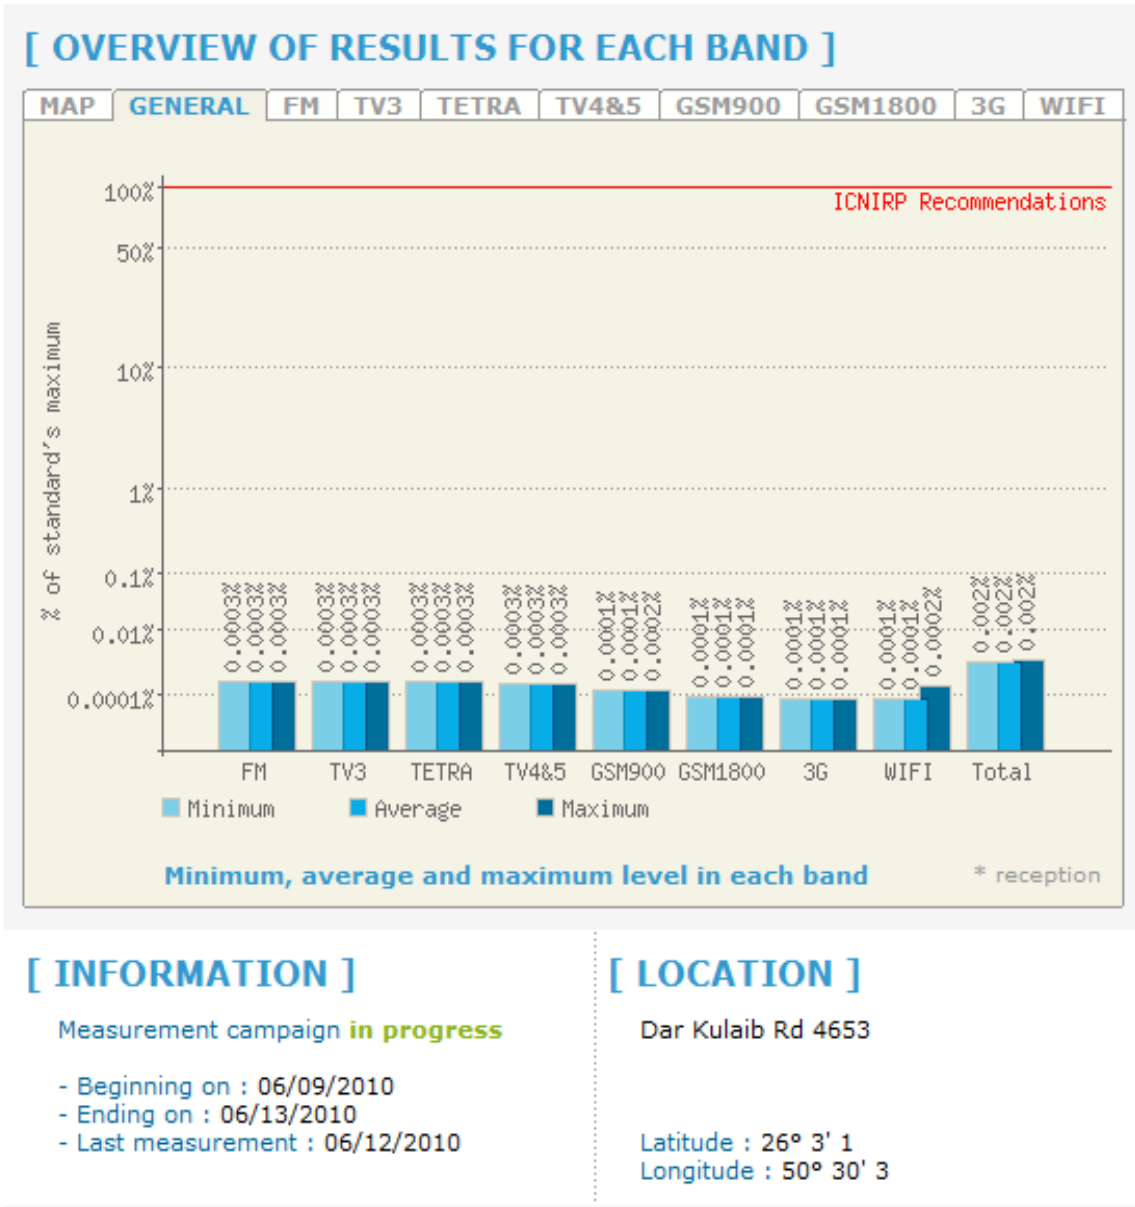 [ OVERVIEW OF RESULTS FOR EACH BAND ]
MAP GENERAL FM TV3 TETRA TV4&5 GSM900 GSM1800 3G WIFI
100%
ICNIRP Recommendations
50%
10%
1%
0.1%
0.01%
0.0001%
% of standard's maximum
0.0003% 0.0003% 0.0003%
0.0003% 0.0003% 0.0003%
0.0003% 0.0003% 0.0003%
0.0003% 0.0003% 0.0003%
0.0001% 0.0001% 0.0002%
0.0001% 0.0001% 0.0001%
0.0001% 0.0001% 0.0001%
0.0001% 0.0001% 0.0002%
0.002% 0.002% 0.002%
FM TV3 TETRA TV4&5 GSM900 GSM1800 3G WIFI Total
Minimum Average Maximum
Minimum, average and maximum level in each band * reception
[ INFORMATION ]
Measurement campaign in progress
- Beginning on : 06/09/2010
- Ending on : 06/13/2010
- Last measurement : 06/12/2010
[ LOCATION ]
Dar Kulaib Rd 4653
Latitude : 26° 3' 1
Longitude : 50° 30' 3